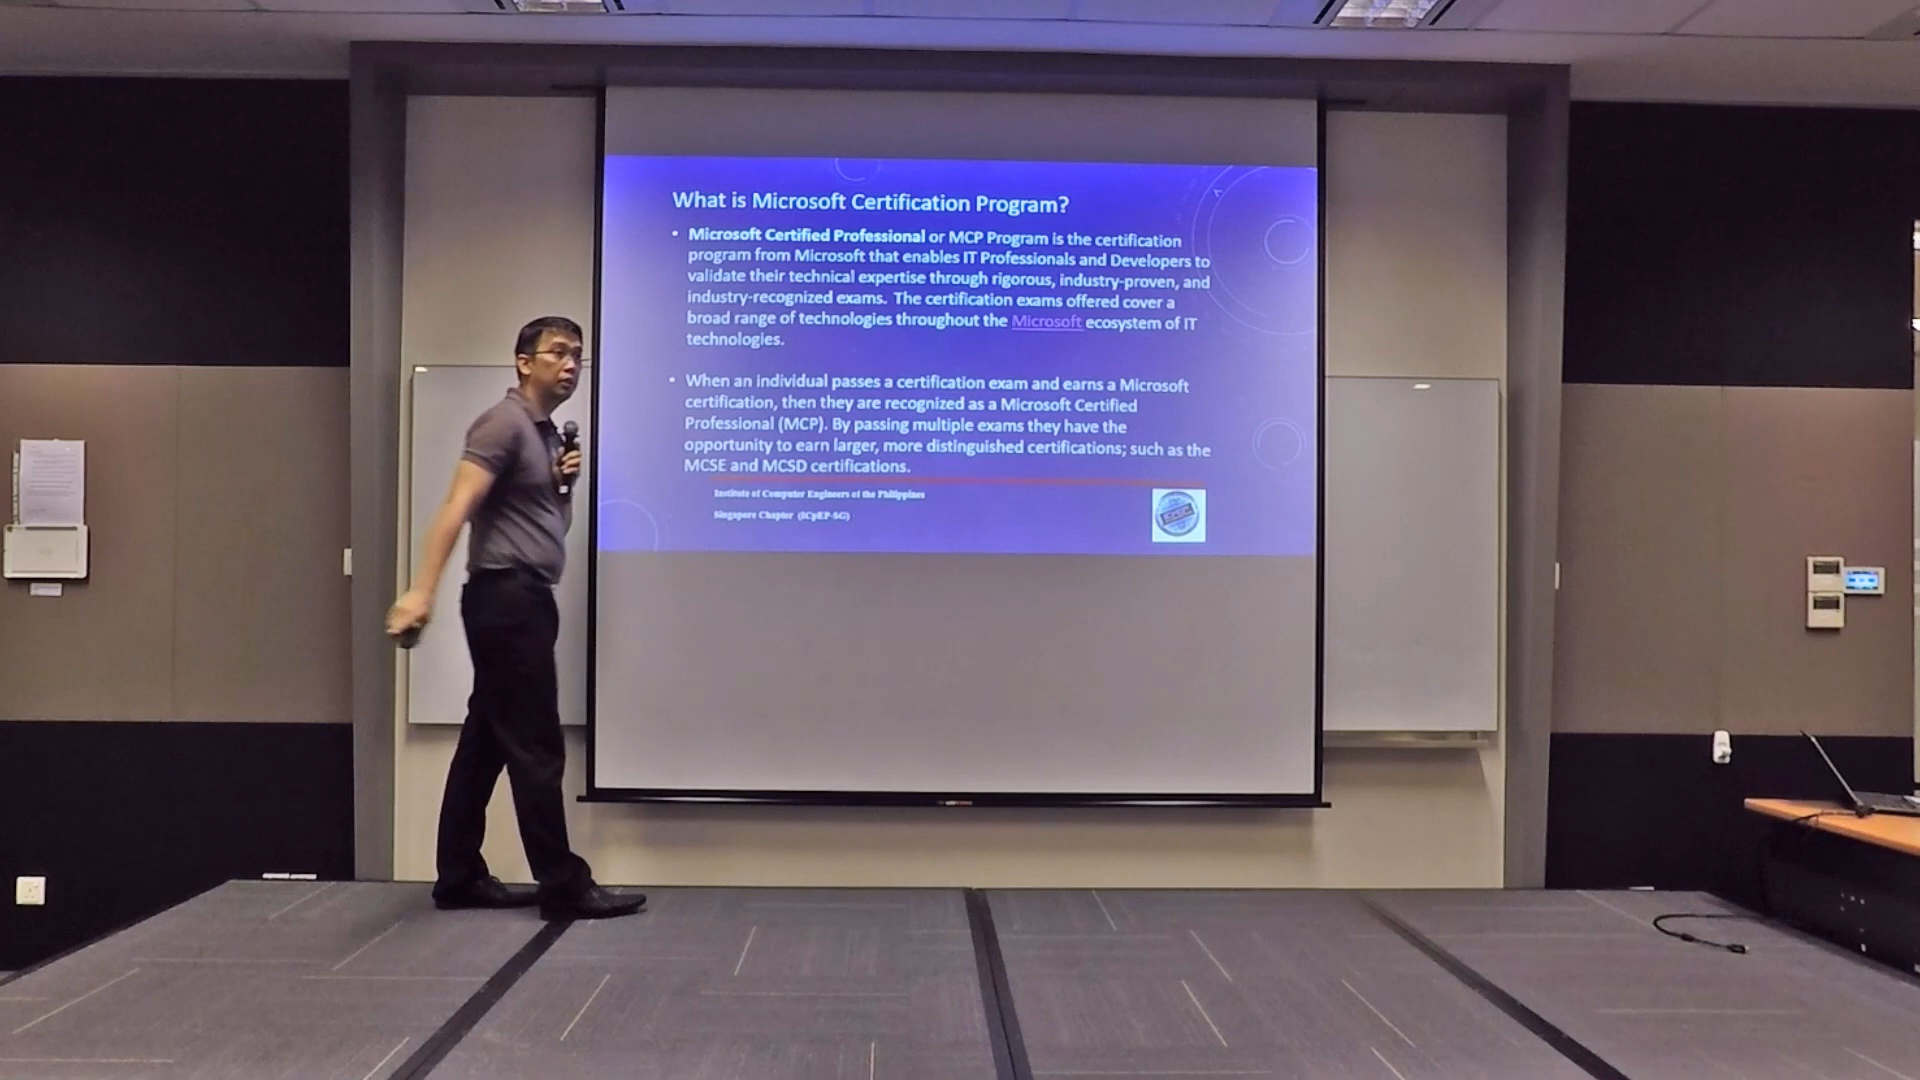 What is Microsoft Certification Program?
• Microsoft Certified Professional or MCP Program is the certification
program from Microsoft that enables IT Professionals and Developers to
validate their technical expertise through rigorous, industry-proven, and
industry-recognized exams. The certification exams offered cover a
broad range of technologies throughout the Microsoft ecosystem of IT
technologies.
• When an individual passes a certification exam and earns a Microsoft
certification, then they are recognized as a Microsoft Certified
Professional (MCP). By passing multiple exams they have the
opportunity to earn larger, more distinguished certifications; such as the
MCSE and MCSD certifications.
Institute of Computer Engineers of the Philippines
Singapore Chapter (ICpEP-SG)